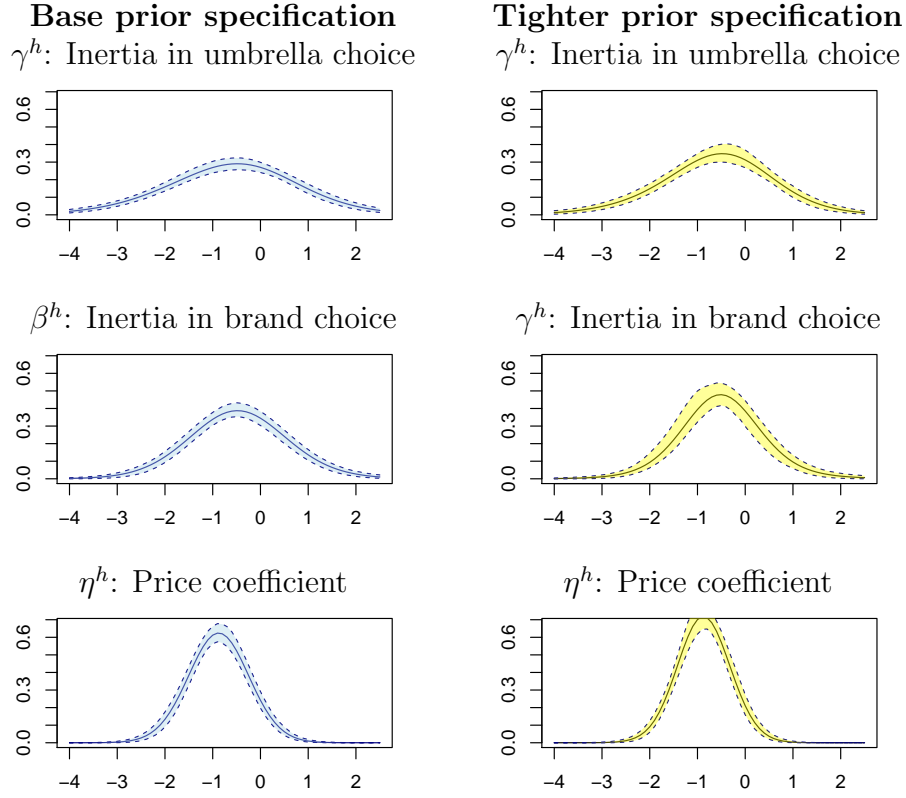 Base prior specification
Tighter prior specification
γ^h: Inertia in umbrella choice
γ^h: Inertia in umbrella choice
0.0 0.3 0.6
−4 −3 −2 −1 0 1 2
0.0 0.3 0.6
−4 −3 −2 −1 0 1 2
β^h: Inertia in brand choice
γ^h: Inertia in brand choice
0.0 0.3 0.6
−4 −3 −2 −1 0 1 2
0.0 0.3 0.6
−4 −3 −2 −1 0 1 2
η^h: Price coefficient
η^h: Price coefficient
0.0 0.3 0.6
−4 −3 −2 −1 0 1 2
0.0 0.3 0.6
−4 −3 −2 −1 0 1 2